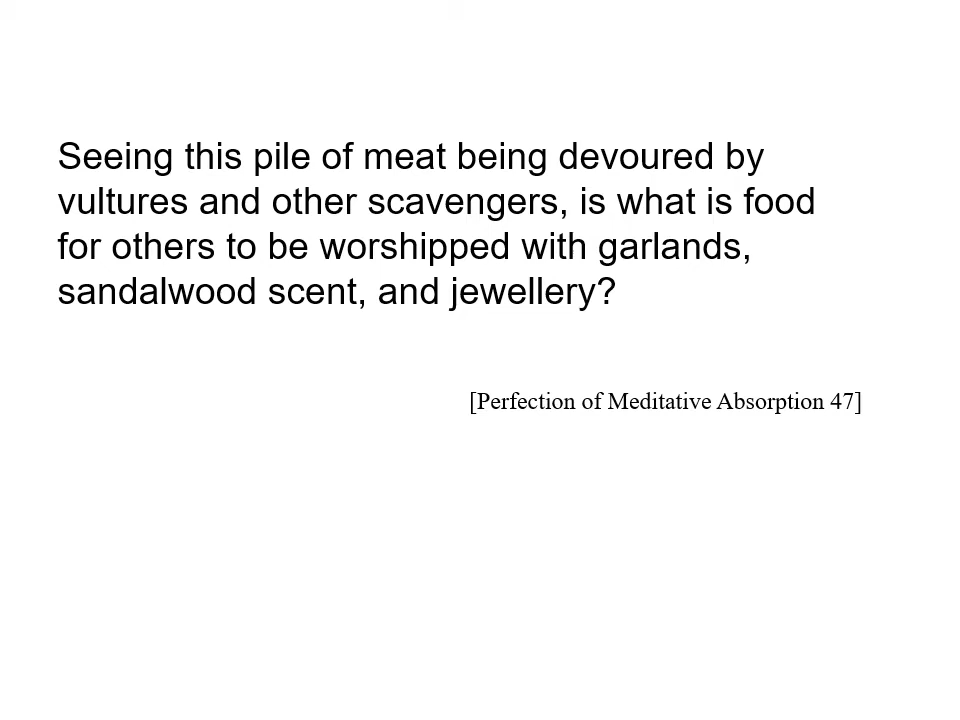 Seeing this pile of meat being devoured by
vultures and other scavengers, is what is food
for others to be worshipped with garlands,
sandalwood scent, and jewellery?
[Perfection of Meditative Absorption 47]